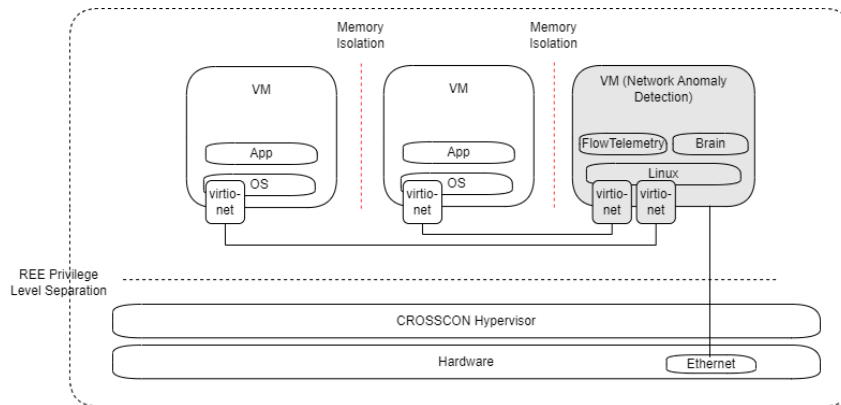 Memory
Isolation
Memory
Isolation
VM
VM
VM (Network Anomaly
Detection)
App
App
FlowTelemetry
Brain
OS
OS
Linux
virtio-
net
virtio-
net
virtio-
net
virtio-
net
REE Privilege
Level Separation
CROSSCON Hypervisor
Hardware
Ethernet